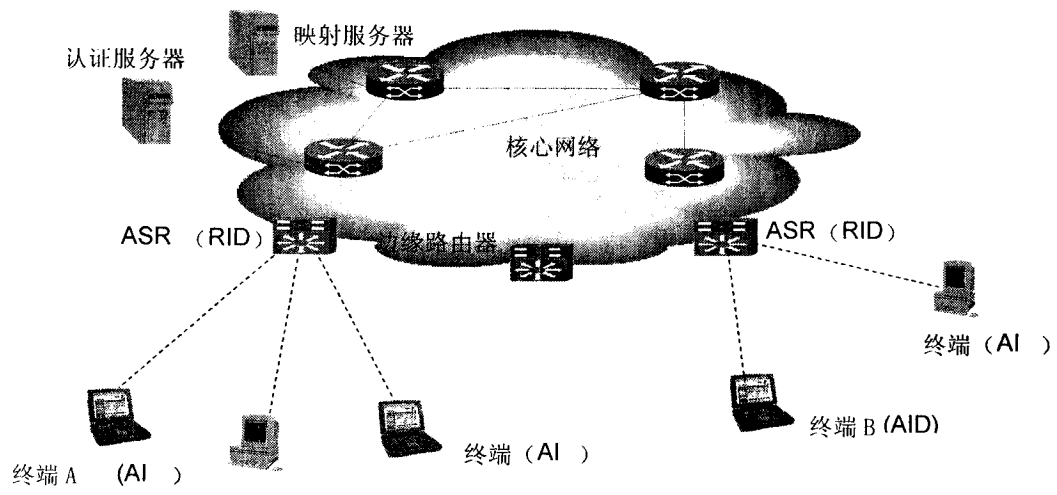 映射服务器
认证服务器
核心网络
ASR （RID）
边缘路由器
ASR（RID）
终端（AI ）
终端 B (AID)
终端（AI ）
终端 A (AI ）